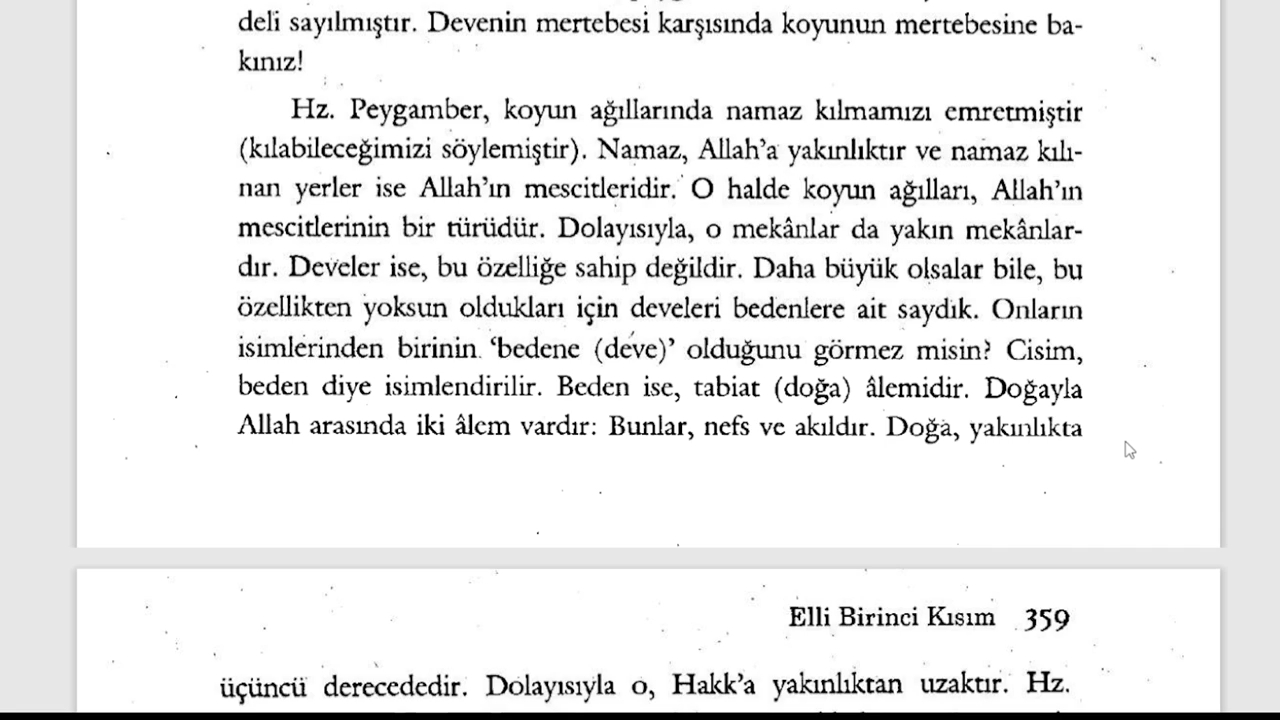 deli sayılmıştır. Devenin mertebesi karşısında koyunun mertebesine ba-
kınız!
Hz. Peygamber, koyun ağıllarında namaz kılmamızı emretmiştir
(kılabileceğimizi söylemiştir). Namaz, Allah'a yakınlıktır ve namaz kılı-
nan yerler ise Allah'ın mescitleridir. O halde koyun ağılları, Allah'ın
mescitlerinin bir türüdür. Dolayısıyla, o mekânlar da yakın mekânlar-
dır. Develer ise, bu özelliğe sahip değildir. Daha büyük olsalar bile, bu
özellikten yoksun oldukları için develeri bedenlere ait saydık. Onların
isimlerinden birinin 'bedene (deve)' olduğunu görmez misin? Cisim,
beden diye isimlendirilir. Beden ise, tabiat (doğa) âlemidir. Doğayla
Allah arasında iki âlem vardır: Bunlar, nefs ve akıldır. Doğa, yakınlıkta
Elli Birinci Kısım 359
üçüncü derecededir. Dolayısıyla o, Hakk'a yakınlıktan uzaktır. Hz.